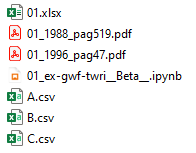 01.xlsx
01_1988_pag519.pdf
01_1996_pag47.pdf
01_ex-gwf-twri__Beta__.ipynb
A.csv
B.csv
C.csv